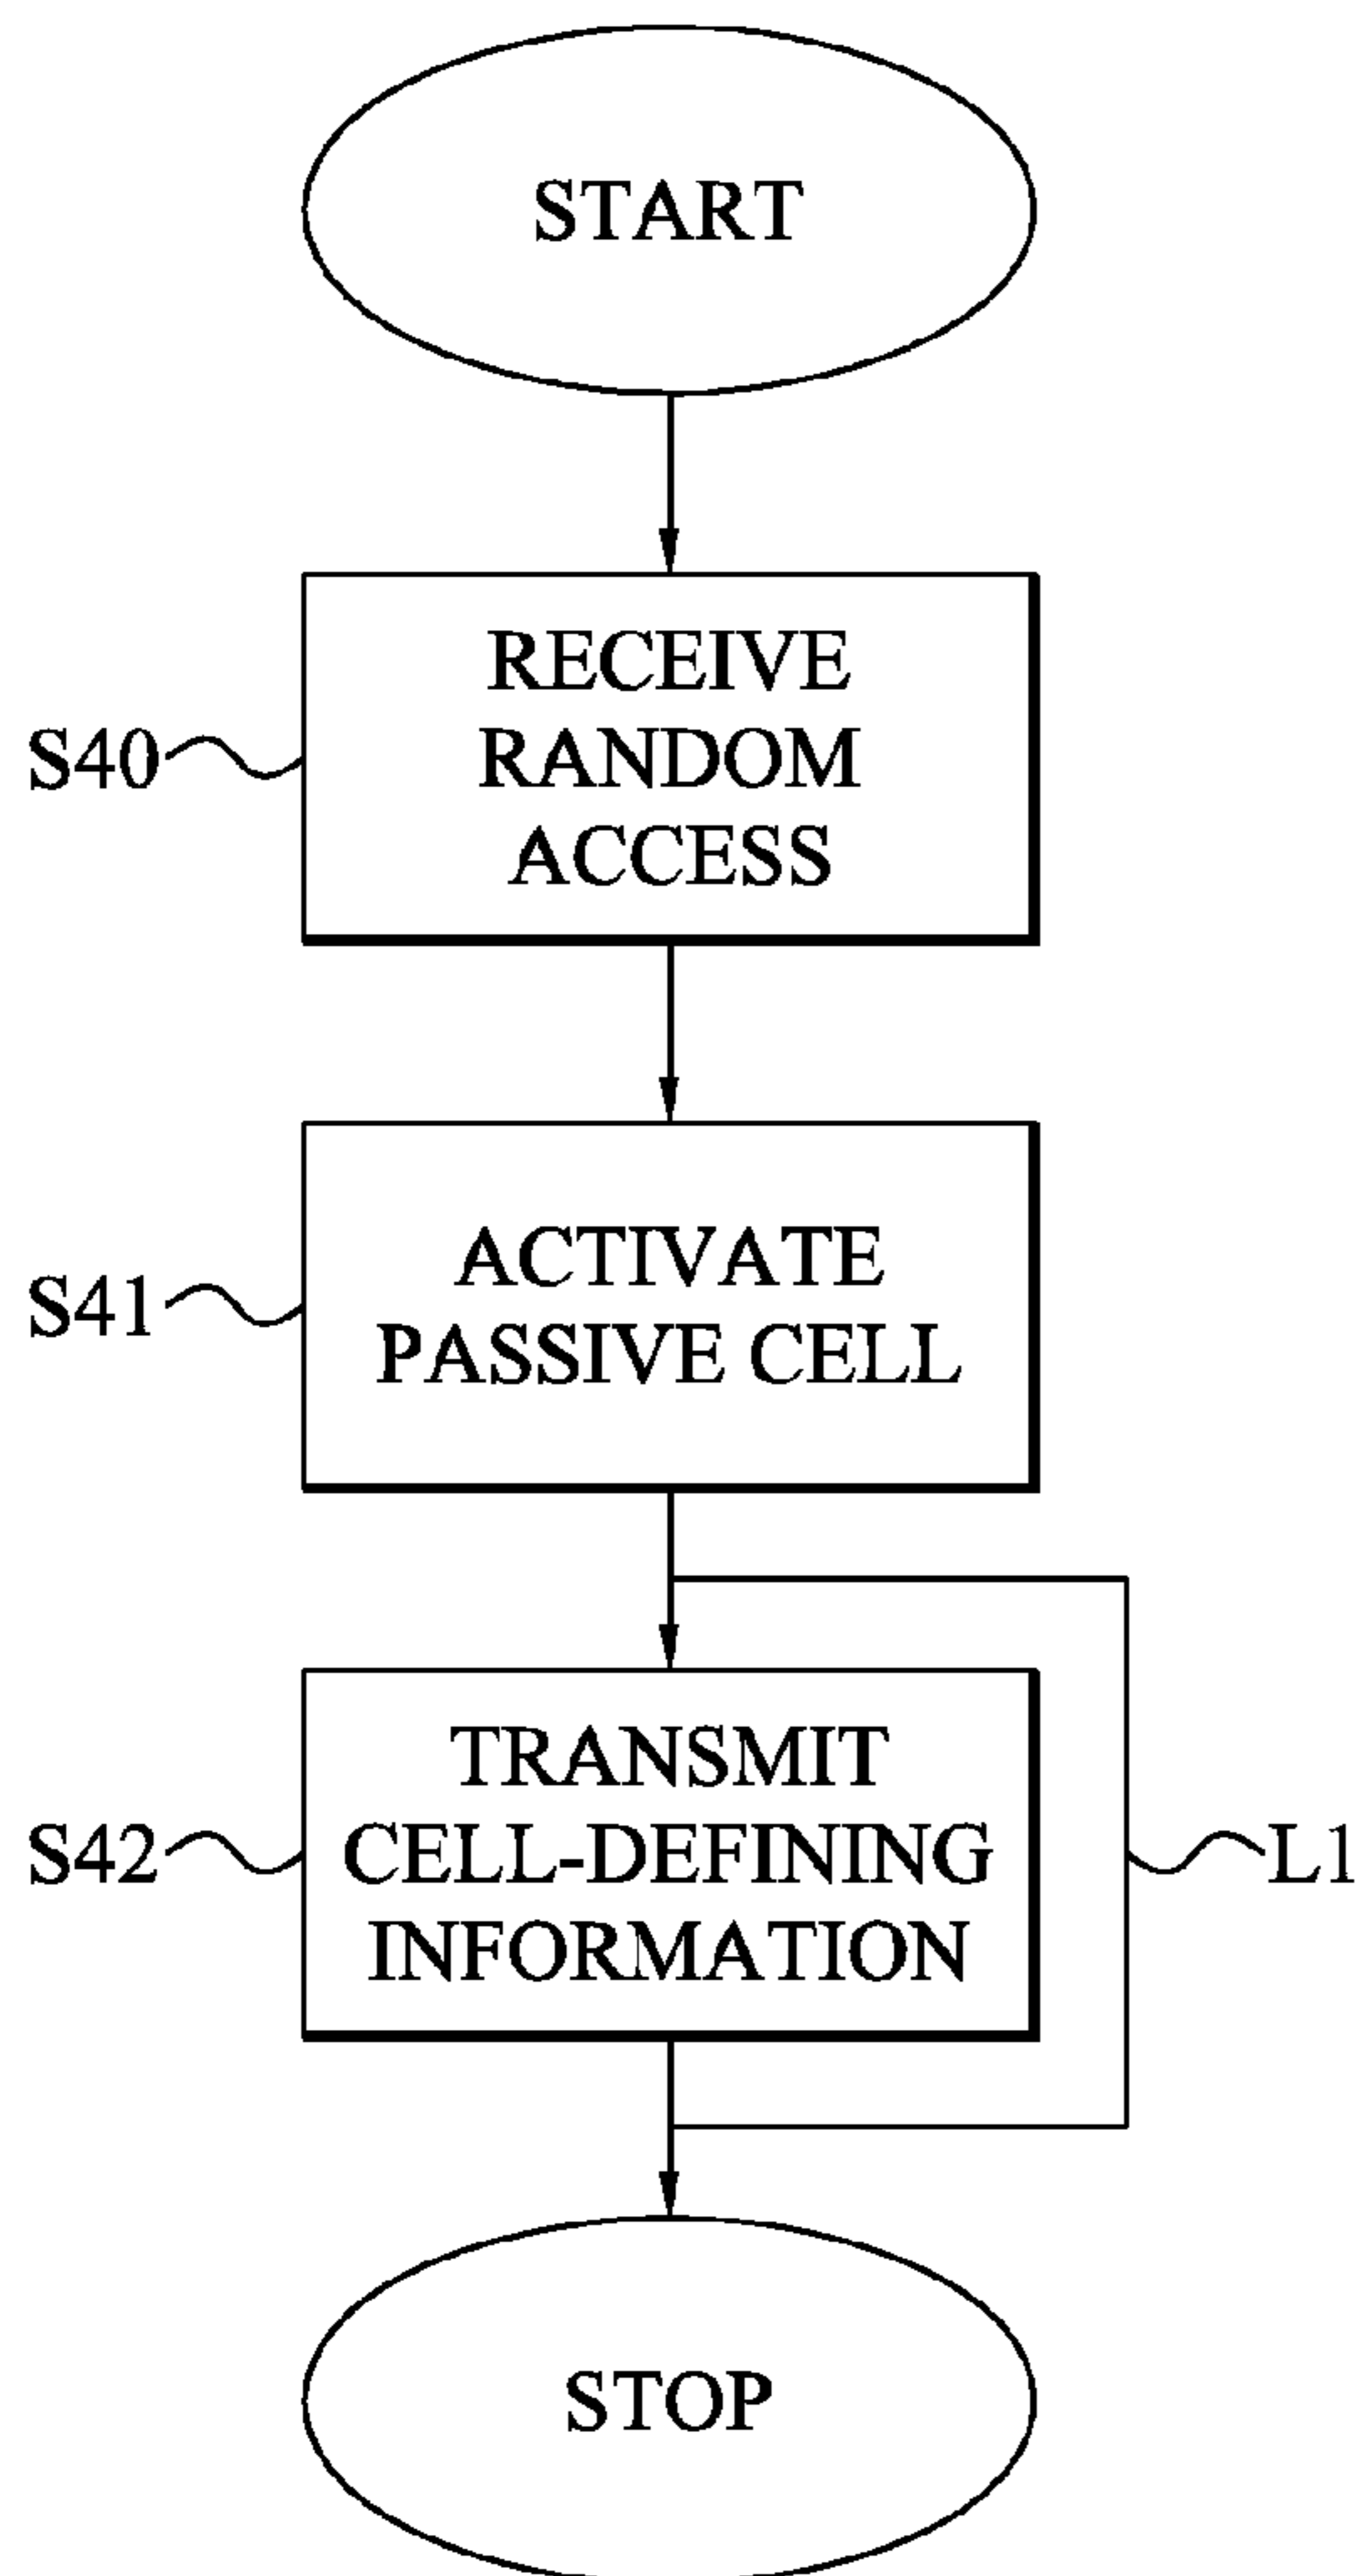 START
RECEIVE
RANDOM
ACCESS
S40
ACTIVATE
PASSIVE CELL
S41
TRANSMIT
CELL-DEFINING
INFORMATION
S42
L1
STOP